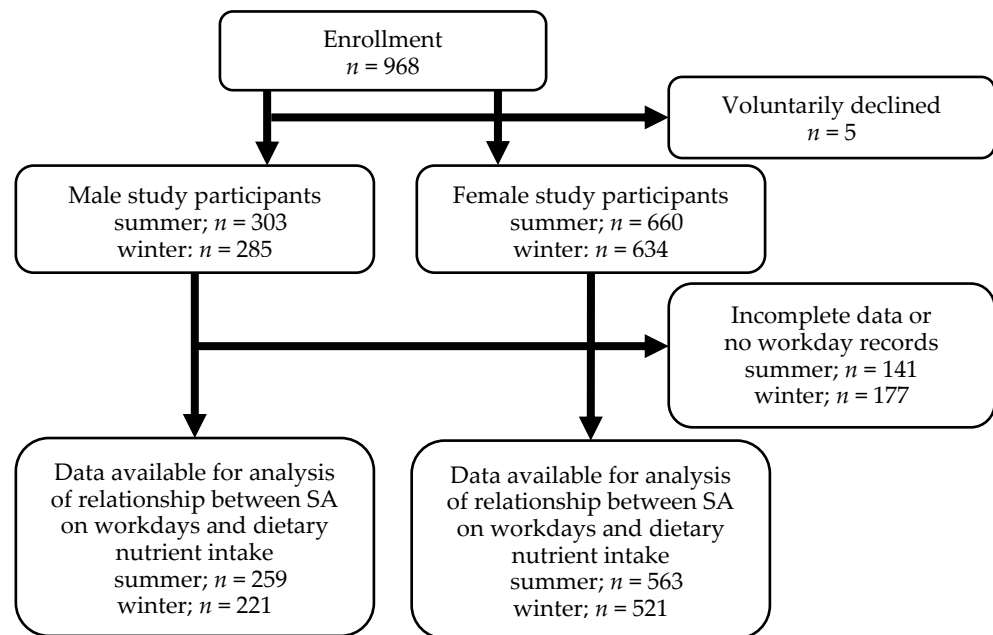 Enrollment
n = 968
Voluntarily declined
n = 5
Male study participants
summer; n = 303
winter: n = 285
Female study participants
summer; n = 660
winter: n = 634
Incomplete data or
no workday records
summer; n = 141
winter; n = 177
Data available for analysis
of relationship between SA
on workdays and dietary
nutrient intake
summer; n = 259
winter; n = 221
Data available for analysis
of relationship between SA
on workdays and dietary
nutrient intake
summer; n = 563
winter; n = 521